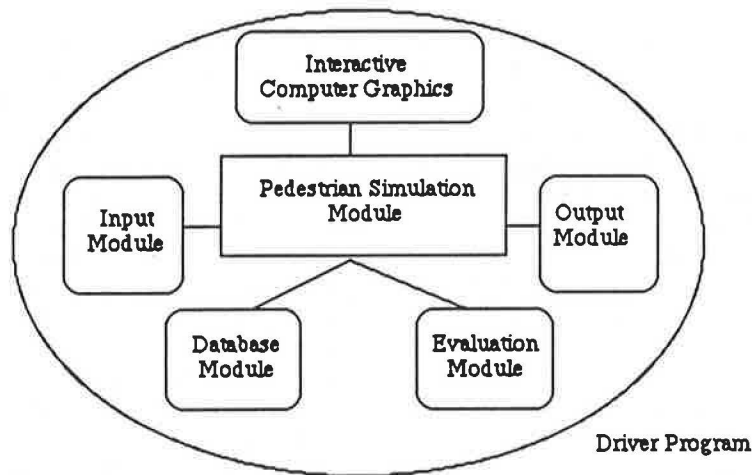 Interactive
Computer Graphics
Pedestrian Simulation
Module
Input
Module
Output
Module
Database
Module
Evaluation
Module
Driver Program